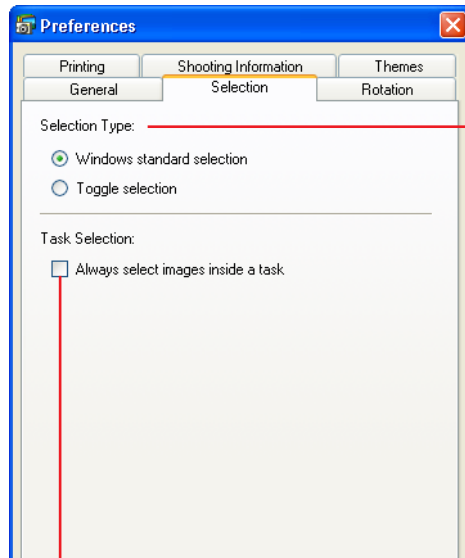 Preferences
Printing
Shooting Information
Themes
General
Selection
Rotation
Selection Type:
Windows standard selection
Toggle selection
Task Selection:
Always select images inside a task